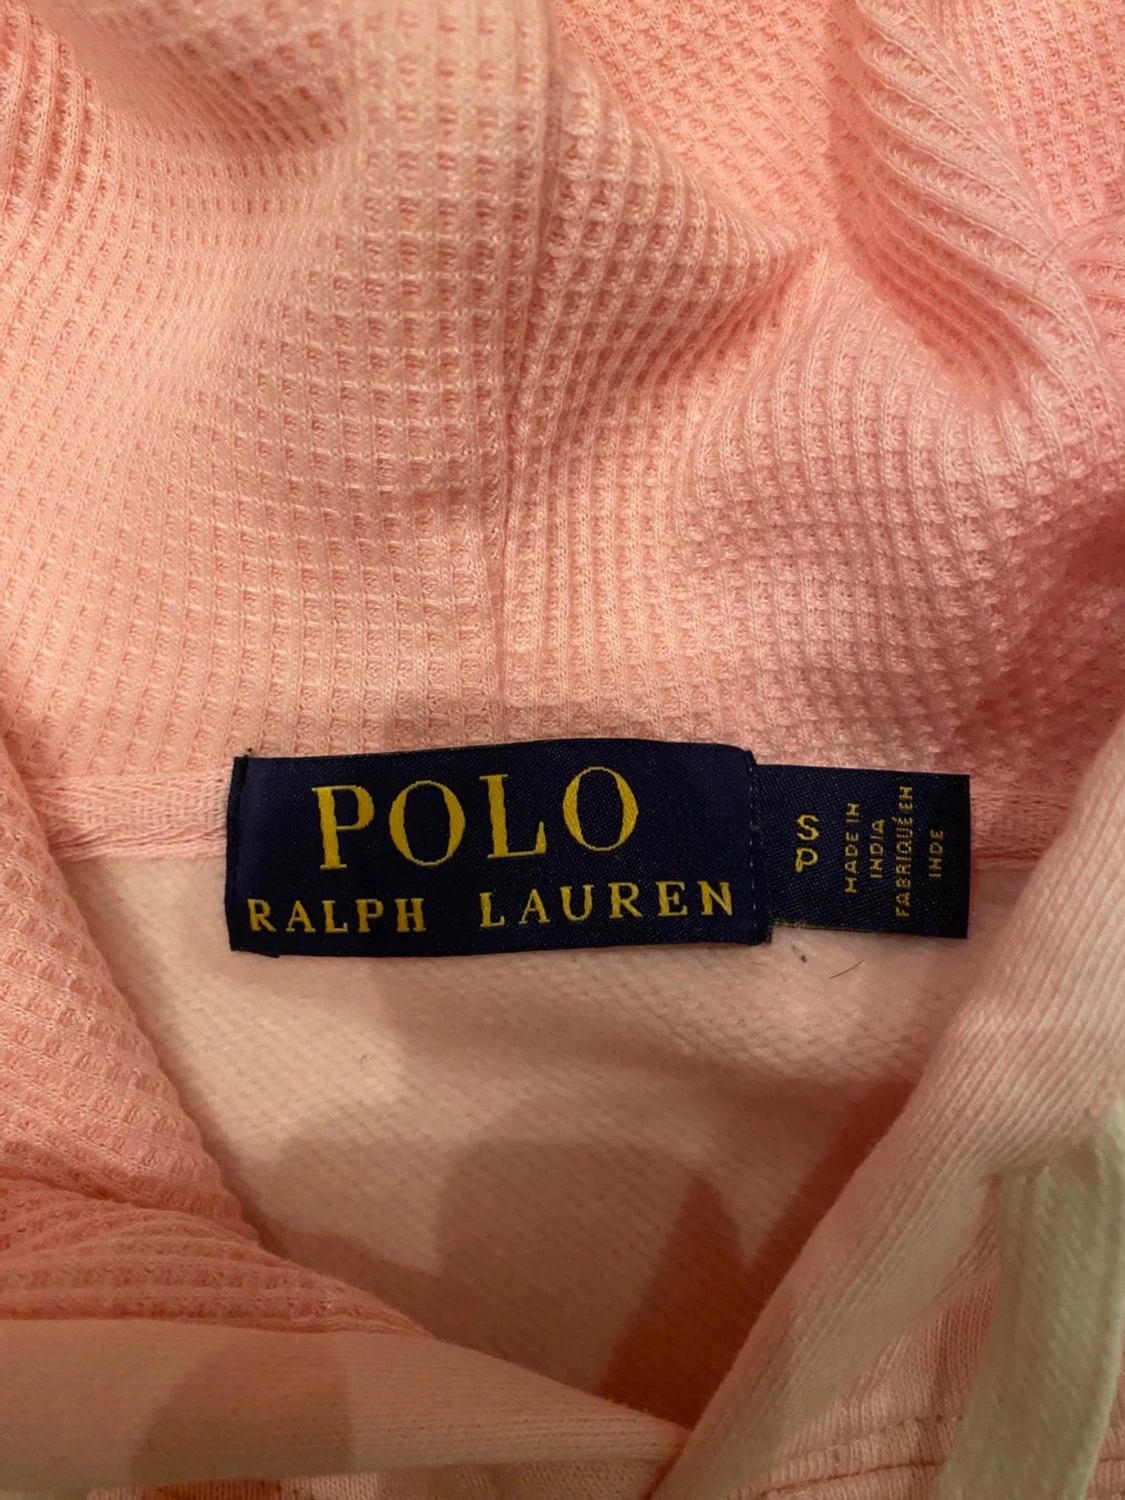 POLO
RALPH LAUREN
S
P
MADE IN
INDIA
FABRIQUÉ EN
INDE